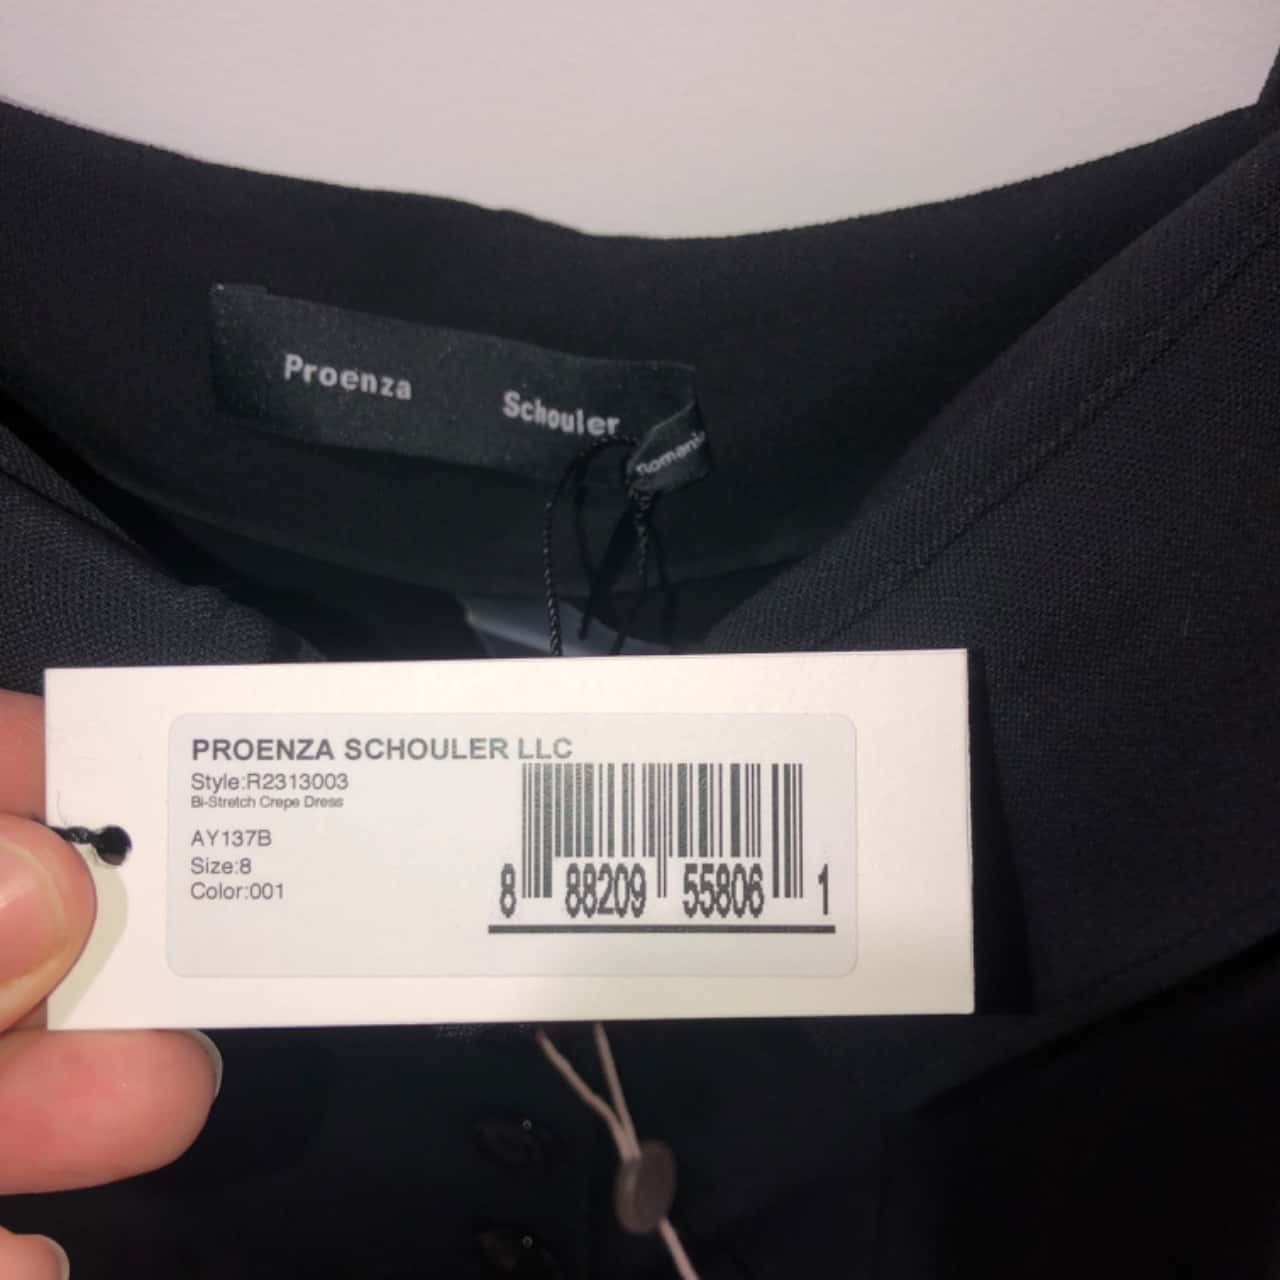 Proenza Schouler
PROENZA SCHOULER LLC
Style:R2313003
Bi-Stretch Crepe Dress
AY137B
Size:8
Color:001
8 88209 55806 1